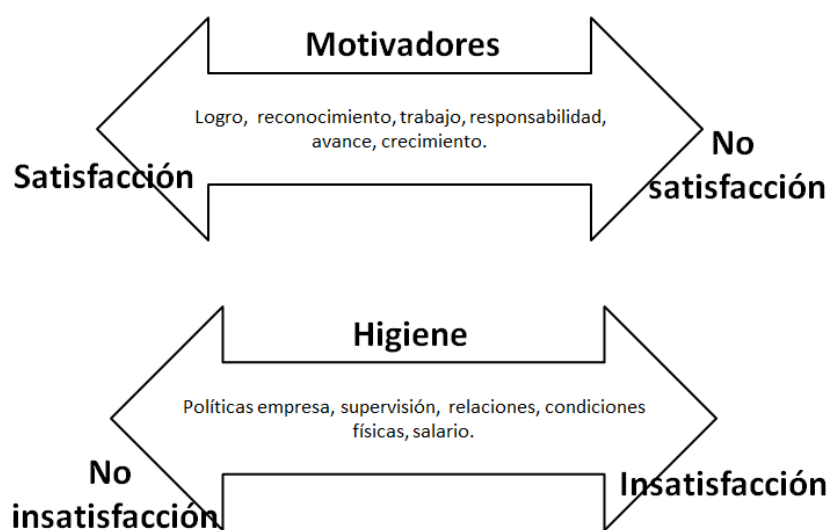 Motivadores
Logro, reconocimiento, trabajo, responsabilidad,
avance, crecimiento.
Satisfacción
No
satisfacción
Higiene
Políticas empresa, supervisión, relaciones, condiciones
físicas, salario.
No
insatisfacción
Insatisfacción